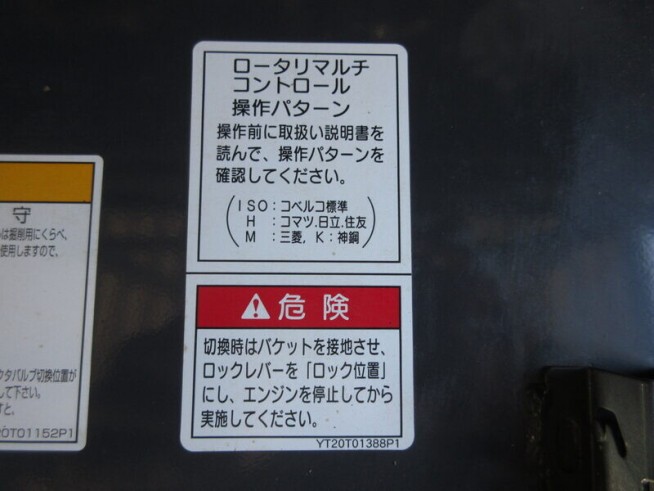 ロータリマルチ
コントロール
操作パターン
操作前に取扱い説明書を
読んで、操作パターンを
確認してください。
(ISO:コベルコ標準
H :コマツ.日立.住友
M :三菱, K:神鋼)
危険
切換時はバケットを接地させ、
ロックレバーを「ロック位置」
にし、エンジンを停止してから
実施してください。
YT20T01388P1
守
は掘削用にくらべ、
使用しますので、
タバルブ切換位置が
して下さい。
すと、
20T01152P1